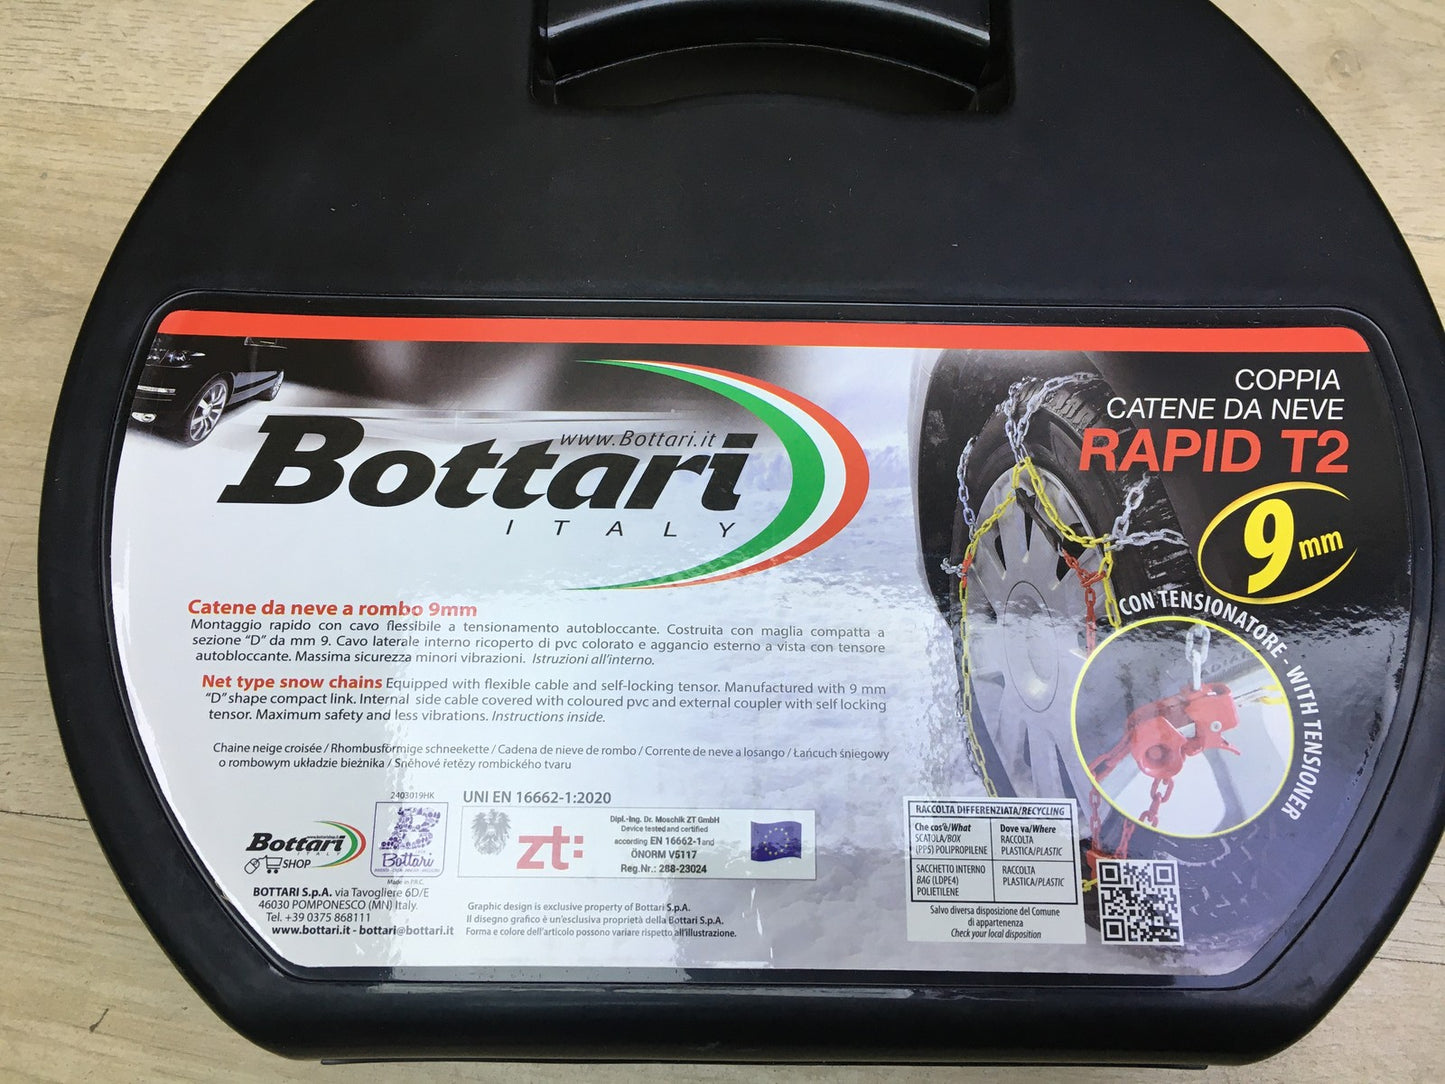 COPPIA
CATENE DA NEVE
RAPID T2
9 mm
CON TENSIONATORE - WITH TENSIONER
www.Bottari.it
Bottari
ITALY
Catene da neve a rombo 9mm
Montaggio rapido con cavo flessibile a tensionamento autobloccante. Costruita con maglia compatta a
sezione "D" da mm 9. Cavo laterale interno ricoperto di pvc colorato e aggancio esterno a vista con tensore
autobloccante. Massima sicurezza minori vibrazioni. Istruzioni all'interno.
Net type snow chains Equipped with flexible cable and self-locking tensor. Manufactured with 9 mm
"D" shape compact link. Internal side cable covered with coloured pvc and external coupler with self locking
tensor. Maximum safety and less vibrations. Instructions inside.
Chaine neige croisée / Rhombusförmige schneekette / Cadena de nieve de rombo / Corrente de neve a losango / Łańcuch śniegowy
o rombowym układzie bieżnika / Sněhové řetězy rombického tvaru
2403019HK
UNI EN 16662-1:2020
www.bottarishop.it
Bottari
ITALY
SHOP
B
Bottari
Made in P.R.C.
zt:
Dipl.-Ing. Dr. Moschik ZT GmbH
Device tested and certified
according EN 16662-1and
ÖNORM V5117
Reg.Nr.: 288-23024
BOTTARI S.p.A. via Tavogliere 6D/E
46030 POMPONESCO (MN) Italy.
Tel. +39 0375 868111
www.bottari.it - bottari@bottari.it
Graphic design is exclusive property of Bottari S.p.A.
Il disegno grafico è un'esclusiva proprietà della Bottari S.p.A.
Forma e colore dell'articolo possono variare rispetto all'illustrazione.
RACCOLTA DIFFERENZIATA/RECYCLING
Che cos'è/What
SCATOLA/BOX
(PP5) POLIPROPILENE
Dove va/Where
RACCOLTA
PLASTICA/PLASTIC
SACCHETTO INTERNO
BAG (LDPE4)
POLIETILENE
RACCOLTA
PLASTICA/PLASTIC
Salvo diversa disposizione del Comune
di appartenenza
Check your local disposition